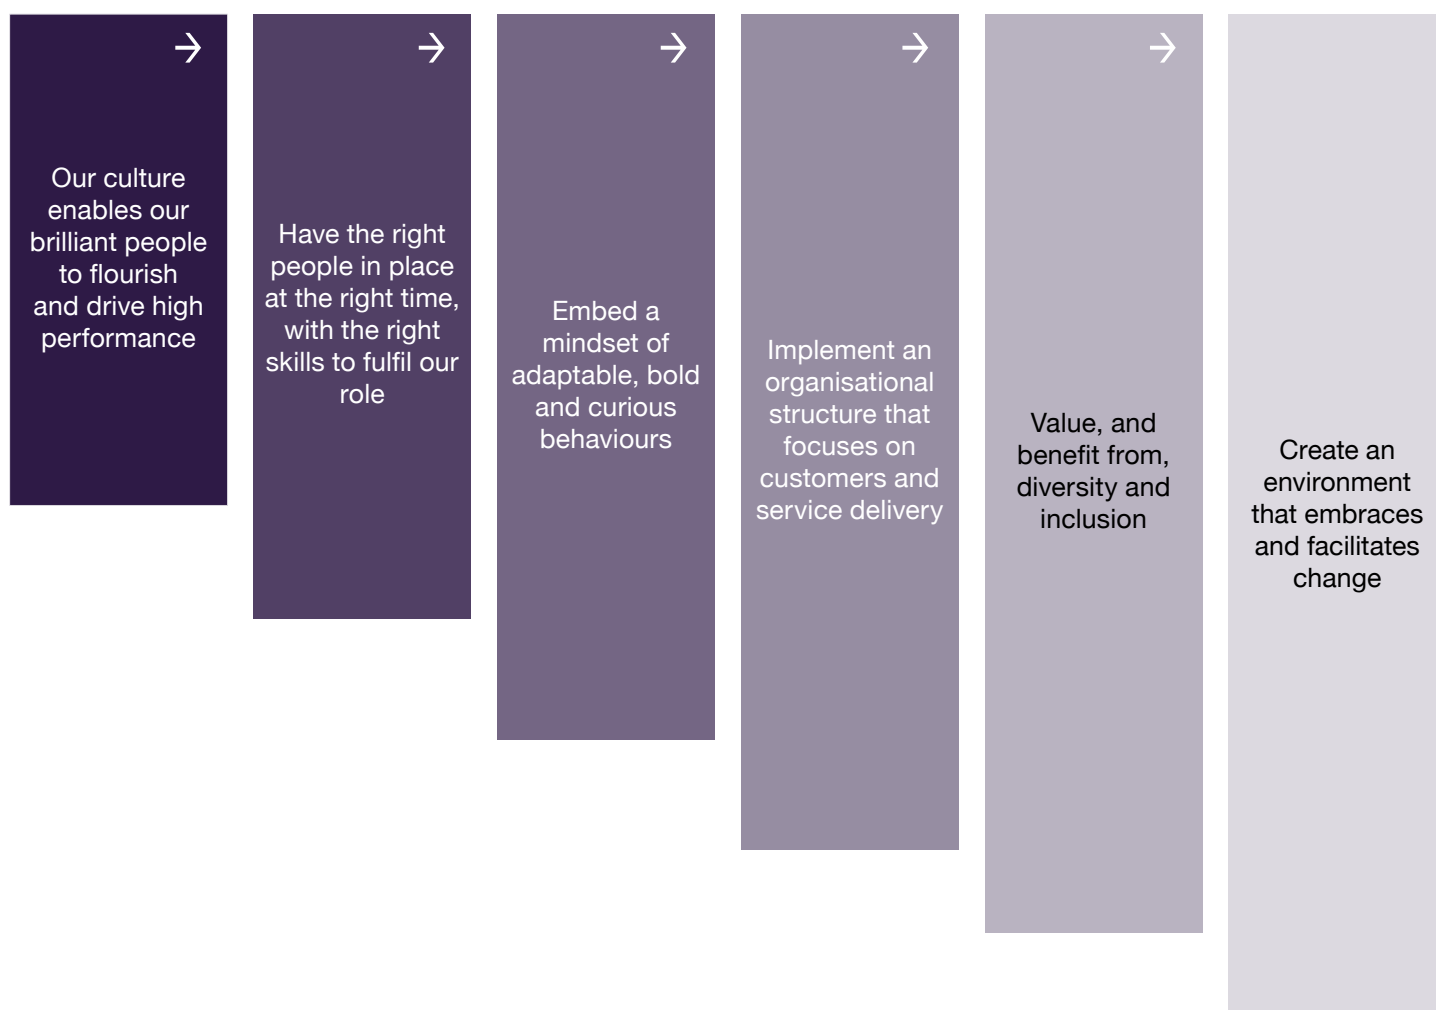 Our culture
enables our
brilliant people
to flourish
and drive high
performance
Have the right
people in place
at the right time,
with the right
skills to fulfil our
role
Embed a
mindset of
adaptable, bold
and curious
behaviours
Implement an
organisational
structure that
focuses on
customers and
service delivery
Value, and
benefit from,
diversity and
inclusion
Create an
environment
that embraces
and facilitates
change